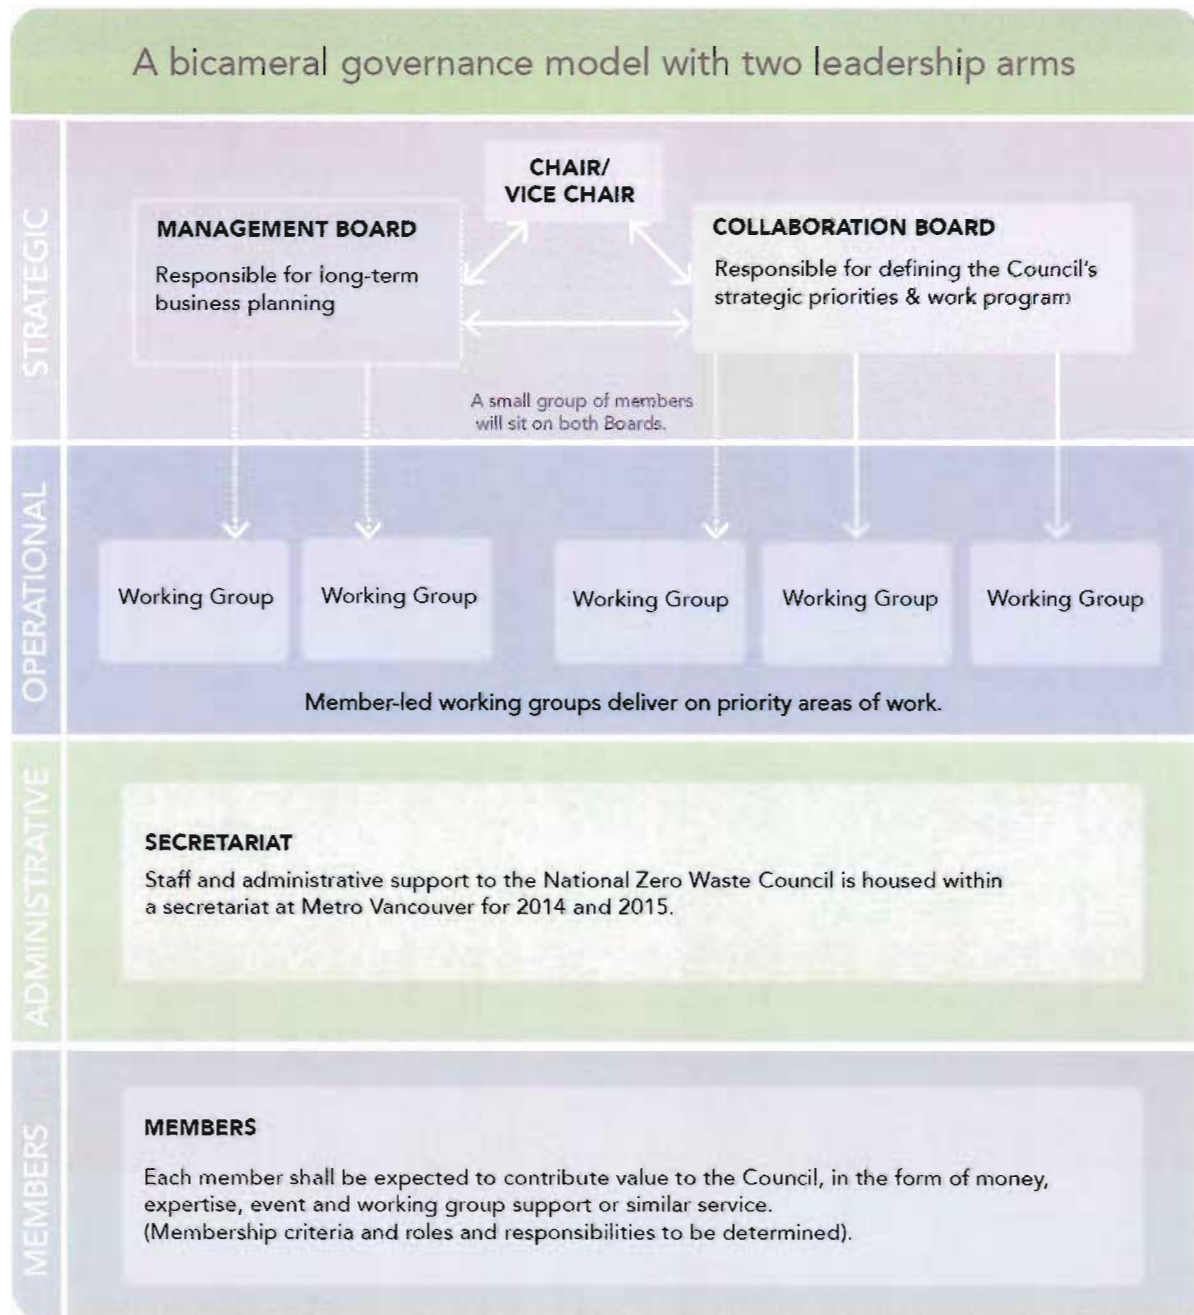 A bicameral governance model with two leadership arms
STRATEGIC
CHAIR/
VICE CHAIR
MANAGEMENT BOARD
Responsible for long-term
business planning
COLLABORATION BOARD
Responsible for defining the Council's
strategic priorities & work program
A small group of members
will sit on both Boards.
OPERATIONAL
Working Group
Working Group
Working Group
Working Group
Working Group
Member-led working groups deliver on priority areas of work.
ADMINISTRATIVE
SECRETARIAT
Staff and administrative support to the National Zero Waste Council is housed within
a secretariat at Metro Vancouver for 2014 and 2015.
MEMBERS
MEMBERS
Each member shall be expected to contribute value to the Council, in the form of money,
expertise, event and working group support or similar service.
(Membership criteria and roles and responsibilities to be determined).